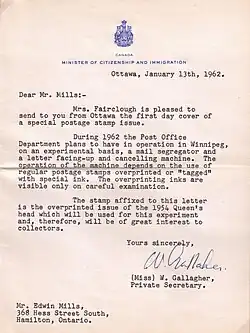 CANADA
MINISTER OF CITIZENSHIP AND IMMIGRATION
Ottawa, January 13th, 1962.
Dear Mr. Mills:-
Mrs. Fairclough is pleased to
send to you from Ottawa the first day cover of
a special postage stamp issue.
During 1962 the Post Office
Department plans to have in operation in Winnipeg,
on an experimental basis, a mail segregator and
a letter facing-up and cancelling machine. The
operation of the machine depends on the use of
regular postage stamps overprinted or "tagged"
with special ink. The overprinting inks are
visible only on careful examination.
The stamp affixed to this letter
is the overprinted issue of the 1954 Queen's
head which will be used for this experiment
and, therefore, will be of great interest to
collectors.
Yours sincerely,
W. Gallagher.
(Miss) W. Gallagher,
Private Secretary.
Mr. Edwin Mills,
368 Hess Street South,
Hamilton, Ontario.